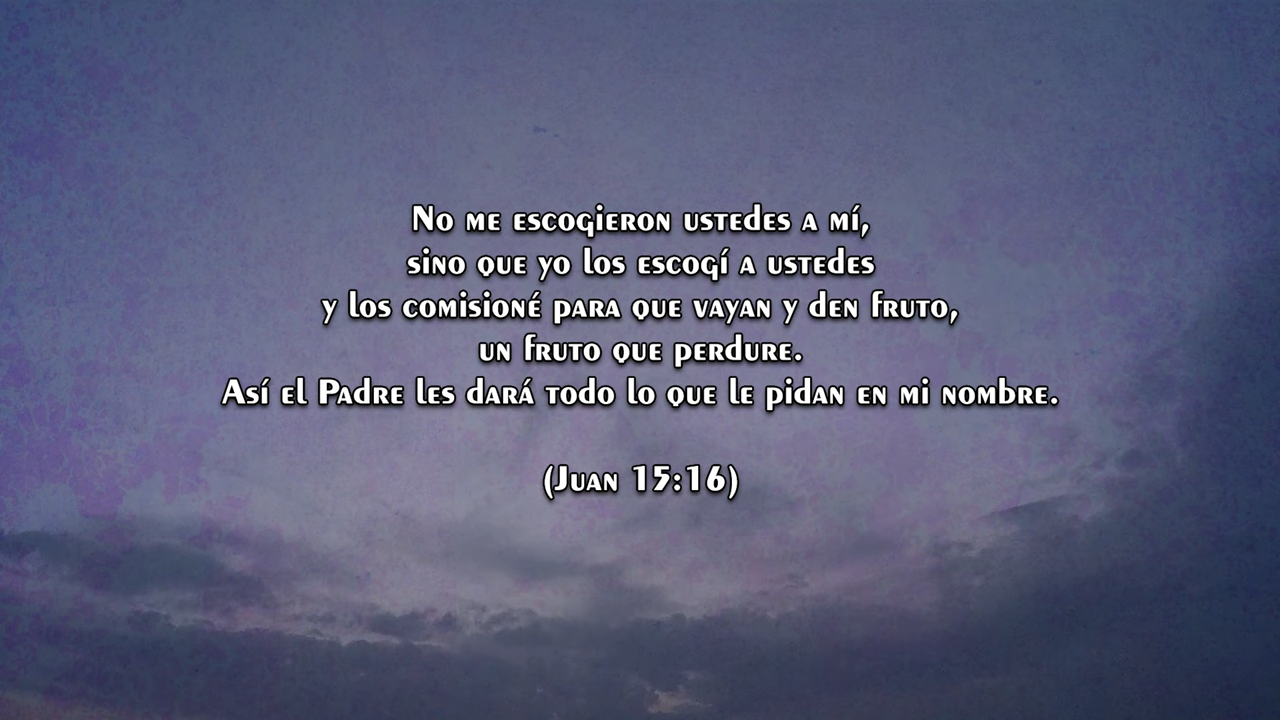 No me escogieron ustedes a mí,
sino que yo los escogí a ustedes
y los comisioné para que vayan y den fruto,
un fruto que perdure.
Así el Padre les dará todo lo que le pidan en mi nombre.
(Juan 15:16)